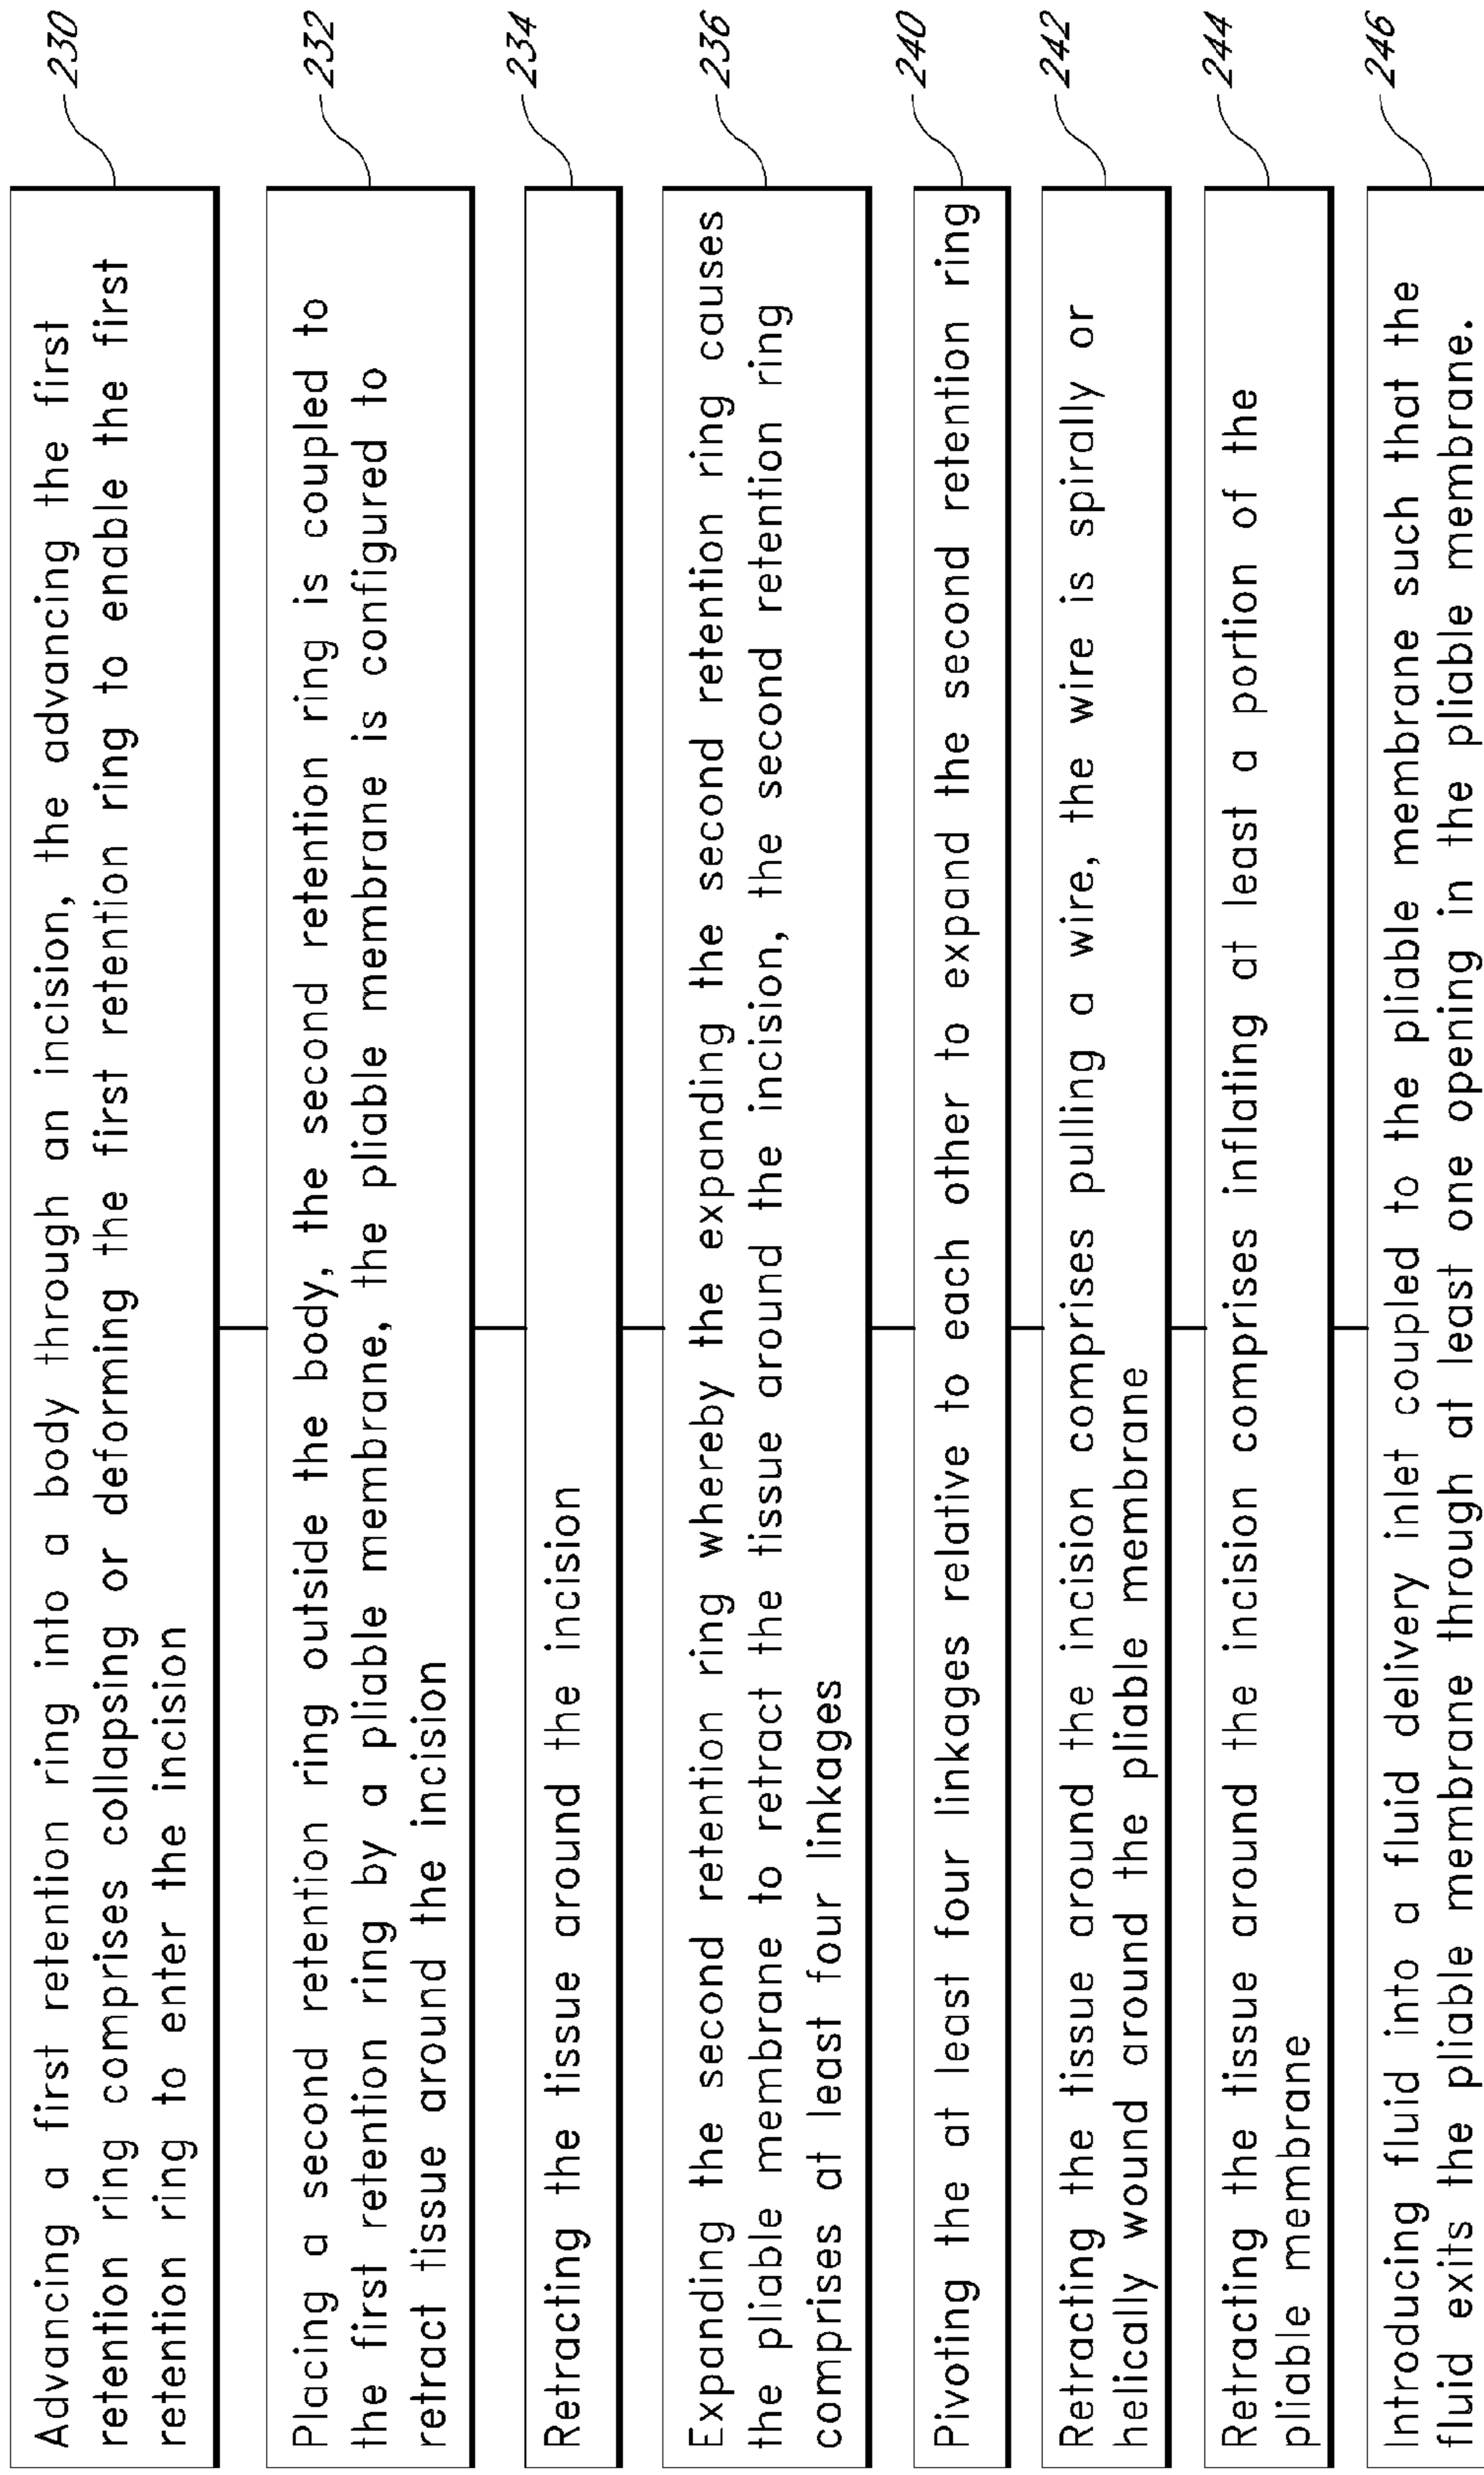 Advancing a first retention ring into a body through an incision, the advancing the first
retention ring comprises collapsing or deforming the first retention ring to enable the first
retention ring to enter the incision
230
Placing a second retention ring outside the body, the second retention ring is coupled to
the first retention ring by a pliable membrane, the pliable membrane is configured to
retract tissue around the incision
232
Retracting the tissue around the incision
234
Expanding the second retention ring whereby the expanding the second retention ring causes
the pliable membrane to retract the tissue around the incision, the second retention ring
comprises at least four linkages
236
Pivoting the at least four linkages relative to each other to expand the second retention ring
240
Retracting the tissue around the incision comprises pulling a wire, the wire is spirally or
helically wound around the pliable membrane
242
Retracting the tissue around the incision comprises inflating at least a portion of the
pliable membrane
244
Introducing fluid into a fluid delivery inlet coupled to the pliable membrane such that the
fluid exits the pliable membrane through at least one opening in the pliable membrane.
246